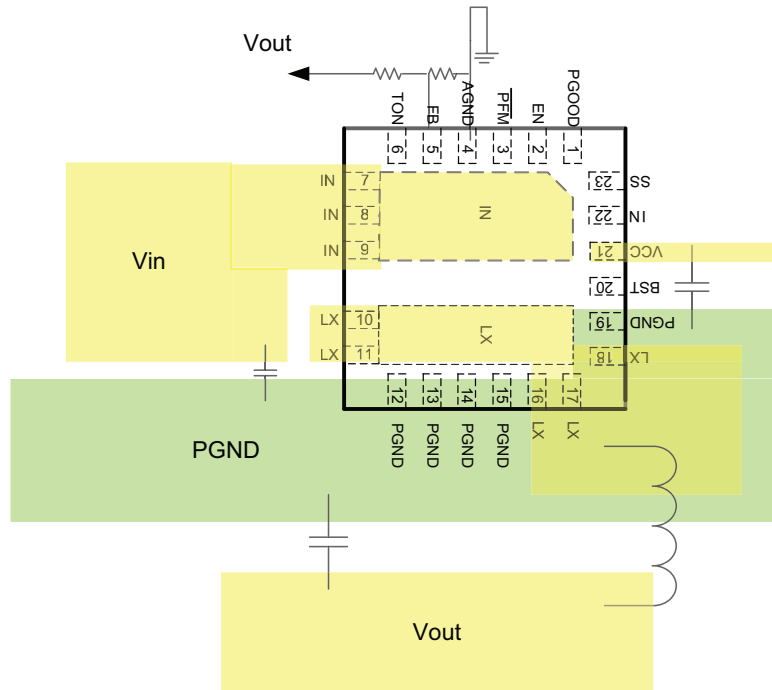 Vout
TON
FB
AGND
P̅F̅M̅
EN
PGOOD
6
5
4
3
2
1
IN
7
IN
8
IN
9
IN
23
SS
22
IN
21
VCC
20
BST
19
PGND
18
LX
Vin
LX
10
LX
11
LX
12
13
14
15
16
17
PGND
PGND
PGND
PGND
LX
LX
PGND
Vout